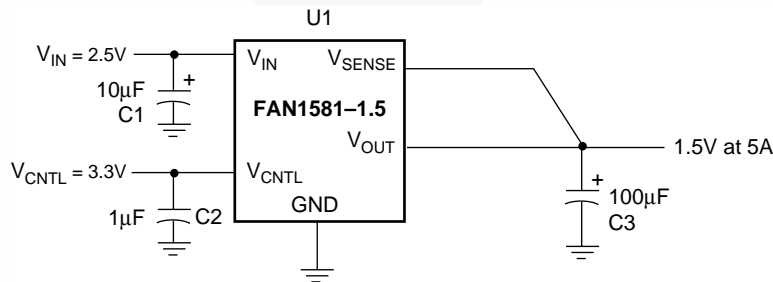 U1
V_IN = 2.5V
V_IN
V_SENSE
+
10μF
C1
FAN1581–1.5
V_OUT
1.5V at 5A
V_CNTL = 3.3V
V_CNTL
+
100μF
C3
1μF
C2
GND